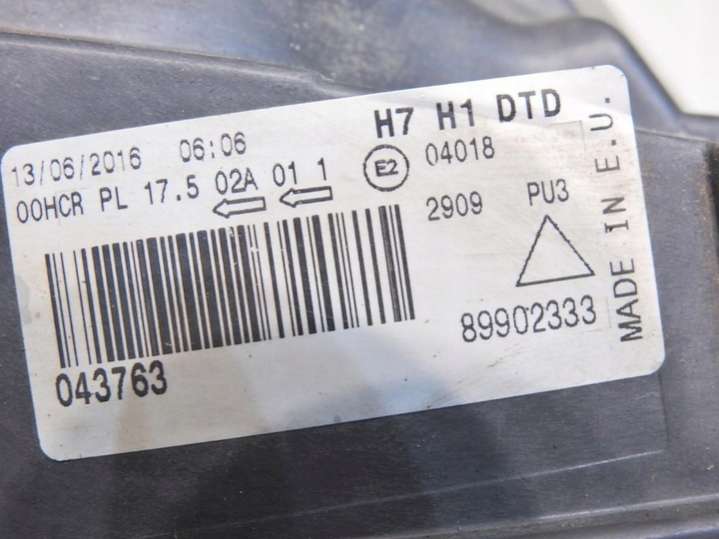 H7 H1 DTD
13/06/2016 06:06
E2 04018
00HCR PL 17.5 02A 01 1
2909 PU3
89902333
043763
MADE IN E.U.